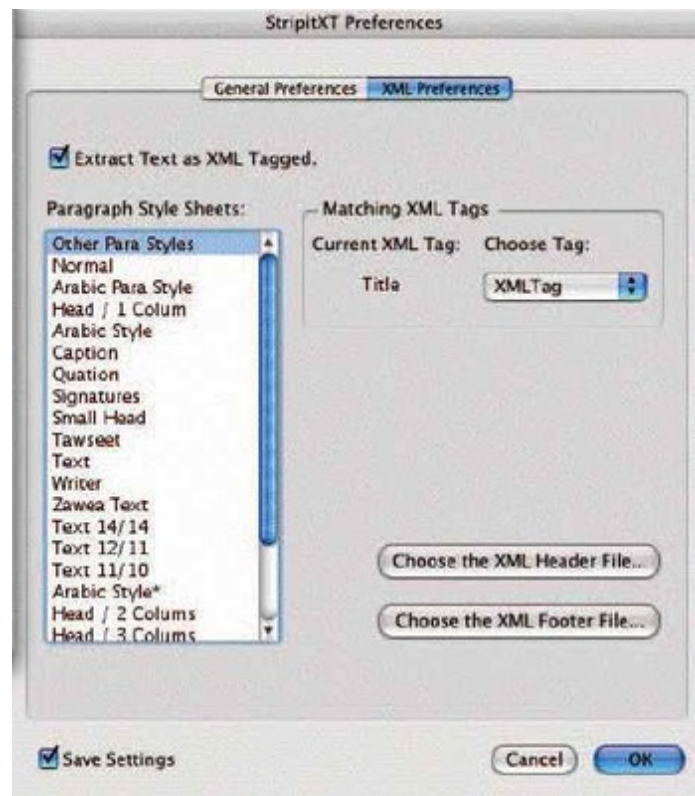 StripitXT Preferences
General Preferences XML Preferences
Extract Text as XML Tagged.
Paragraph Style Sheets:
Other Para Styles
Normal
Arabic Para Style
Head / 1 Colum
Arabic Style
Caption
Quation
Signatures
Small Head
Tawseet
Text
Writer
Zawea Text
Text 14/14
Text 12/11
Text 11/10
Arabic Style*
Head / 2 Colums
Head / 3 Colums
Matching XML Tags
Current XML Tag: Choose Tag:
Title XMLTag
Choose the XML Header File...
Choose the XML Footer File...
Save Settings
Cancel OK